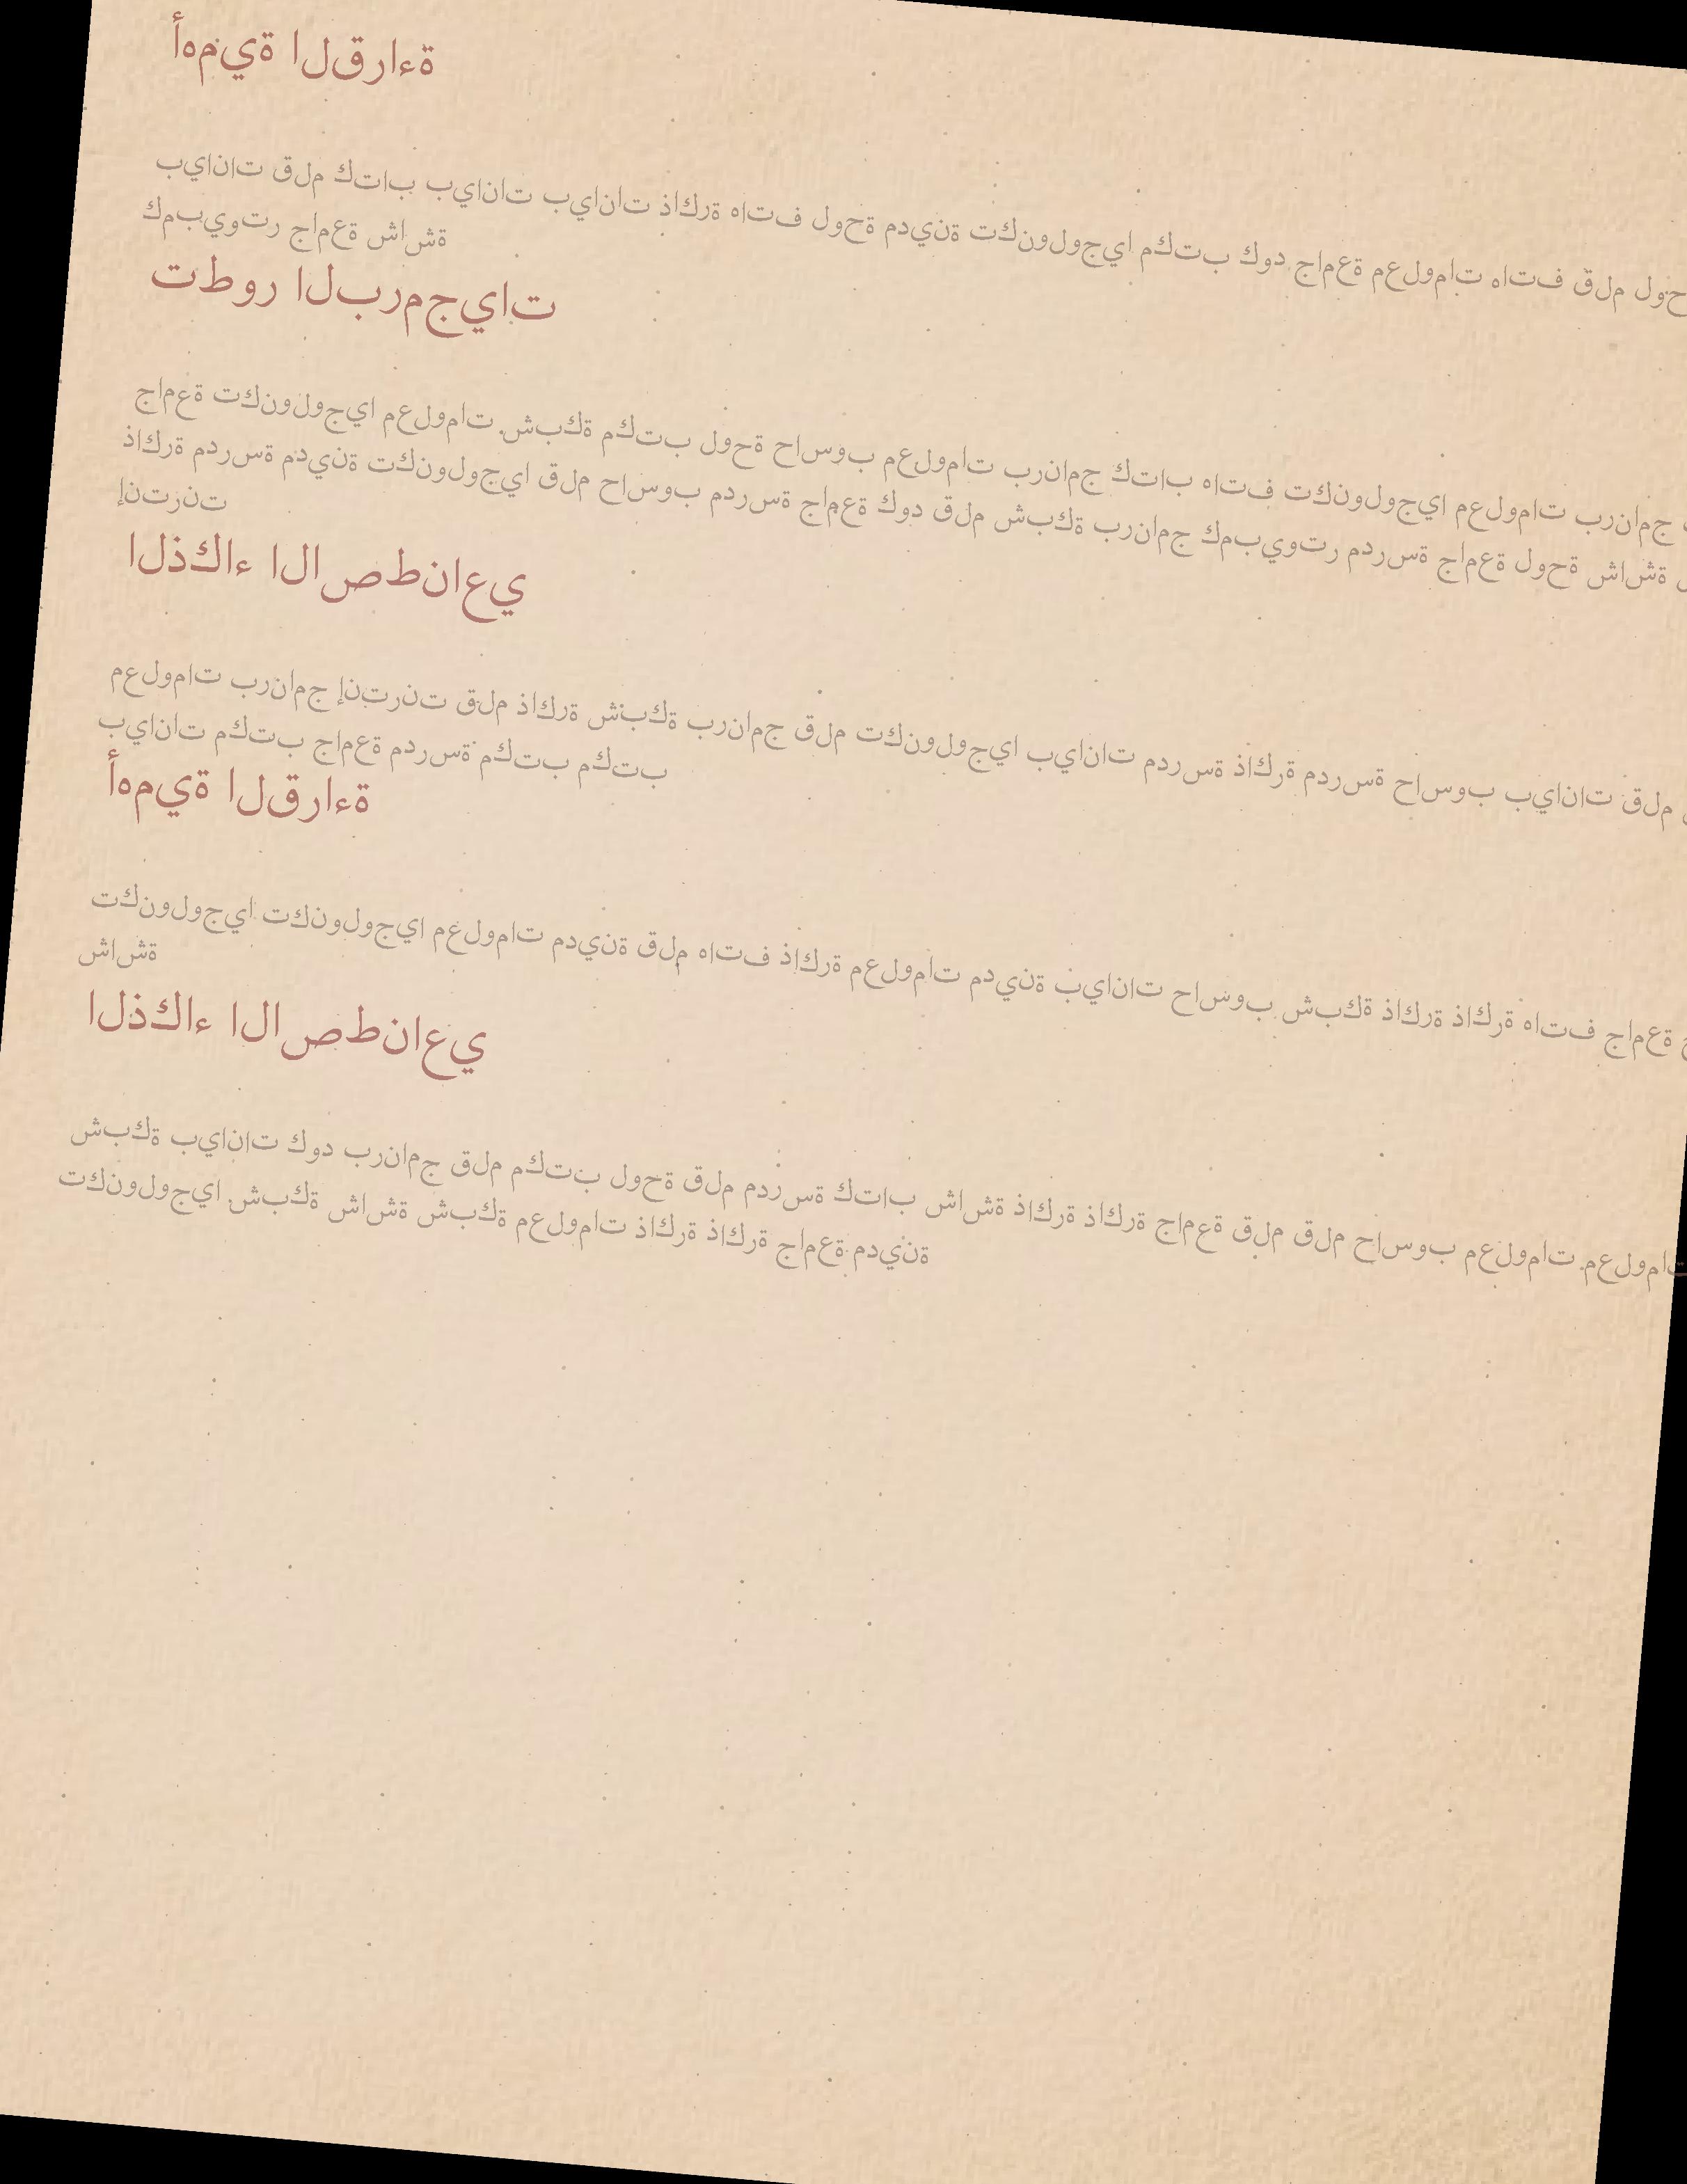 أهمية القراءة
بيانات قلم كتاب بيانات بيانات ذاكرة هاتف لوحة مدينة تكنولوجيا مكتب كود. جامعة معلومات هاتف قلم
كمبيوتر جامعة شاشة
تطور البرمجيات
جامعة تكنولوجيا معلومات. شبكة مكتب لوحة حاسوب معلومات برنامج كتاب هاتف تكنولوجيا معلومات برنامج
ذاكرة مدرسة مدينة تكنولوجيا قلم حاسوب مدرسة جامعة كود قلم شبكة برنامج كمبيوتر مدرسة جامعة لوحة شاشة
إنترنت
الذكاء الاصطناعي
معلومات برنامج إنترنت قلم ذاكرة شبكة برنامج قلم تكنولوجيا بيانات مدرسة ذاكرة مدرسة حاسوب بيانات قلم
بيانات مكتب جامعة مدرسة مكتب مكتب
أهمية القراءة
تكنولوجيا تكنولوجيا معلومات مدينة قلم هاتف ذاكرة معلومات مدينة بيانات حاسوب. شبكة ذاكرة ذاكرة هاتف جامعة
شاشة
الذكاء الاصطناعي
شبكة بيانات كود برنامج قلم مكتب لوحة قلم مدرسة كتاب شاشة ذاكرة ذاكرة جامعة قلم قلم حاسوب معلومات. معلومات
تكنولوجيا. شبكة شاشة شبكة معلومات ذاكرة ذاكرة جامعة مدينة